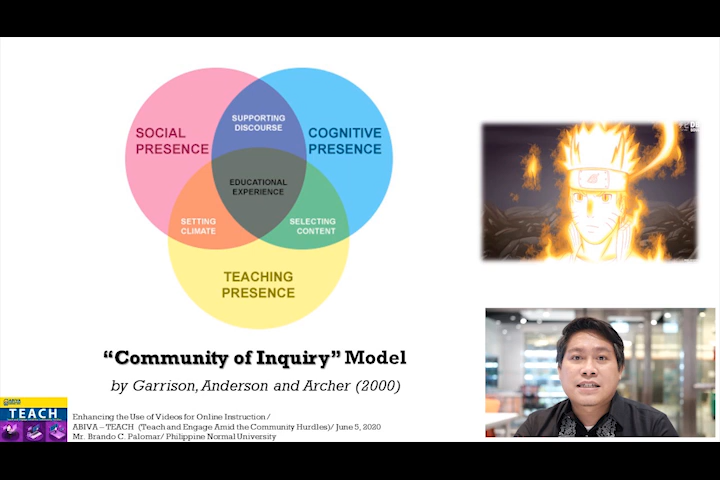 SUPPORTING
DISCOURSE
SOCIAL
PRESENCE
COGNITIVE
PRESENCE
EDUCATIONAL
EXPERIENCE
SETTING
CLIMATE
SELECTING
CONTENT
TEACHING
PRESENCE
“Community of Inquiry” Model
by Garrison, Anderson and Archer (2000)
ABIVA
TEACH
Enhancing the Use of Videos for Online Instruction /
ABIVA – TEACH (Teach and Engage Amid the Community Hurdles)/ June 5, 2020
Mr. Brando C. Palomar/ Philippine Normal University